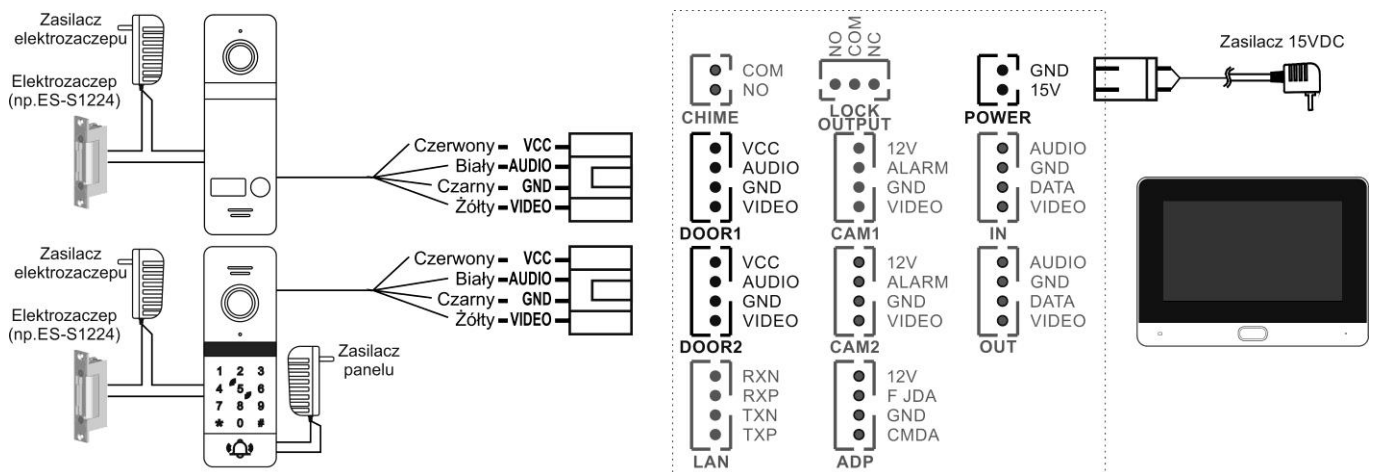 Zasilacz
elektrozaczepu
Elektrozaczep
(np.ES-S1224)
Czerwony - VCC
Biały - AUDIO
Czarny - GND
Żółty - VIDEO
Zasilacz
elektrozaczepu
Elektrozaczep
(np.ES-S1224)
1 2 3
4 5 6
7 8 9
* 0 #
Zasilacz
panelu
Czerwony - VCC
Biały - AUDIO
Czarny - GND
Żółty - VIDEO
COM
NO
CHIME
NO
COM
NC
LOCK
OUTPUT
GND
15V
POWER
Zasilacz 15VDC
VCC
AUDIO
GND
VIDEO
DOOR1
12V
ALARM
GND
VIDEO
CAM1
AUDIO
GND
DATA
VIDEO
IN
VCC
AUDIO
GND
VIDEO
DOOR2
12V
ALARM
GND
VIDEO
CAM2
AUDIO
GND
DATA
VIDEO
OUT
RXN
RXP
TXN
TXP
LAN
12V
F JDA
GND
CMDA
ADP